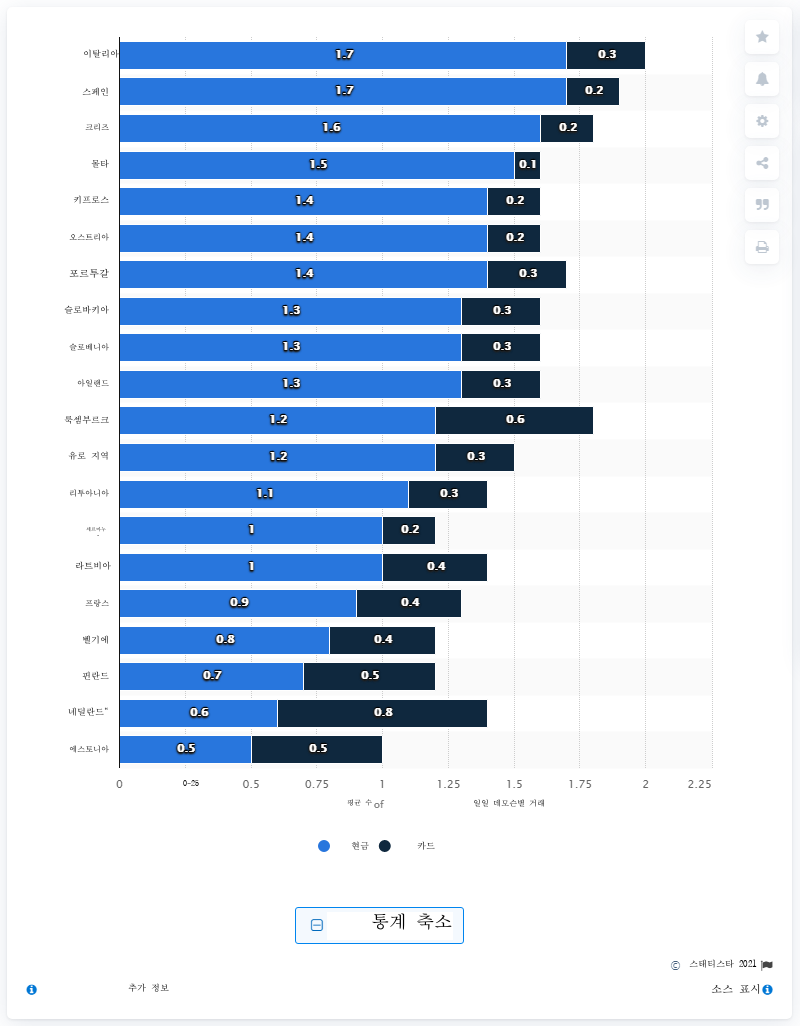 이탈리아 1.7 0.3
스페인 1.7 0.2
크리즈 1.6 0.2
몰타 1.5 0.1
키프로스 1.4 0.2
오스트리아 1.4 0.2
포르투갈 1.4 0.3
슬로바키아 1.3 0.3
슬로베니아 1.3 0.3
아일랜드 1.3 0.3
룩셈부르크 1.2 0.6
유로 지역 1.2 0.3
리투아니아 1.1 0.3
1 0.2
라트비아 1 0.4
프랑스 0.9 0.4
벨기에 0.8 0.4
핀란드 0.7 0.5
네덜란드* 0.6 0.8
에스토니아 0.5 0.5
0 0-25 0.5 0.75 1 1.25 1.5 1.75 2 2.25
평균 수 of 일일 데모슨벨 거래
현금 카드
통계 축소
© 스태티스타 2021
추가 정보 소스 표시